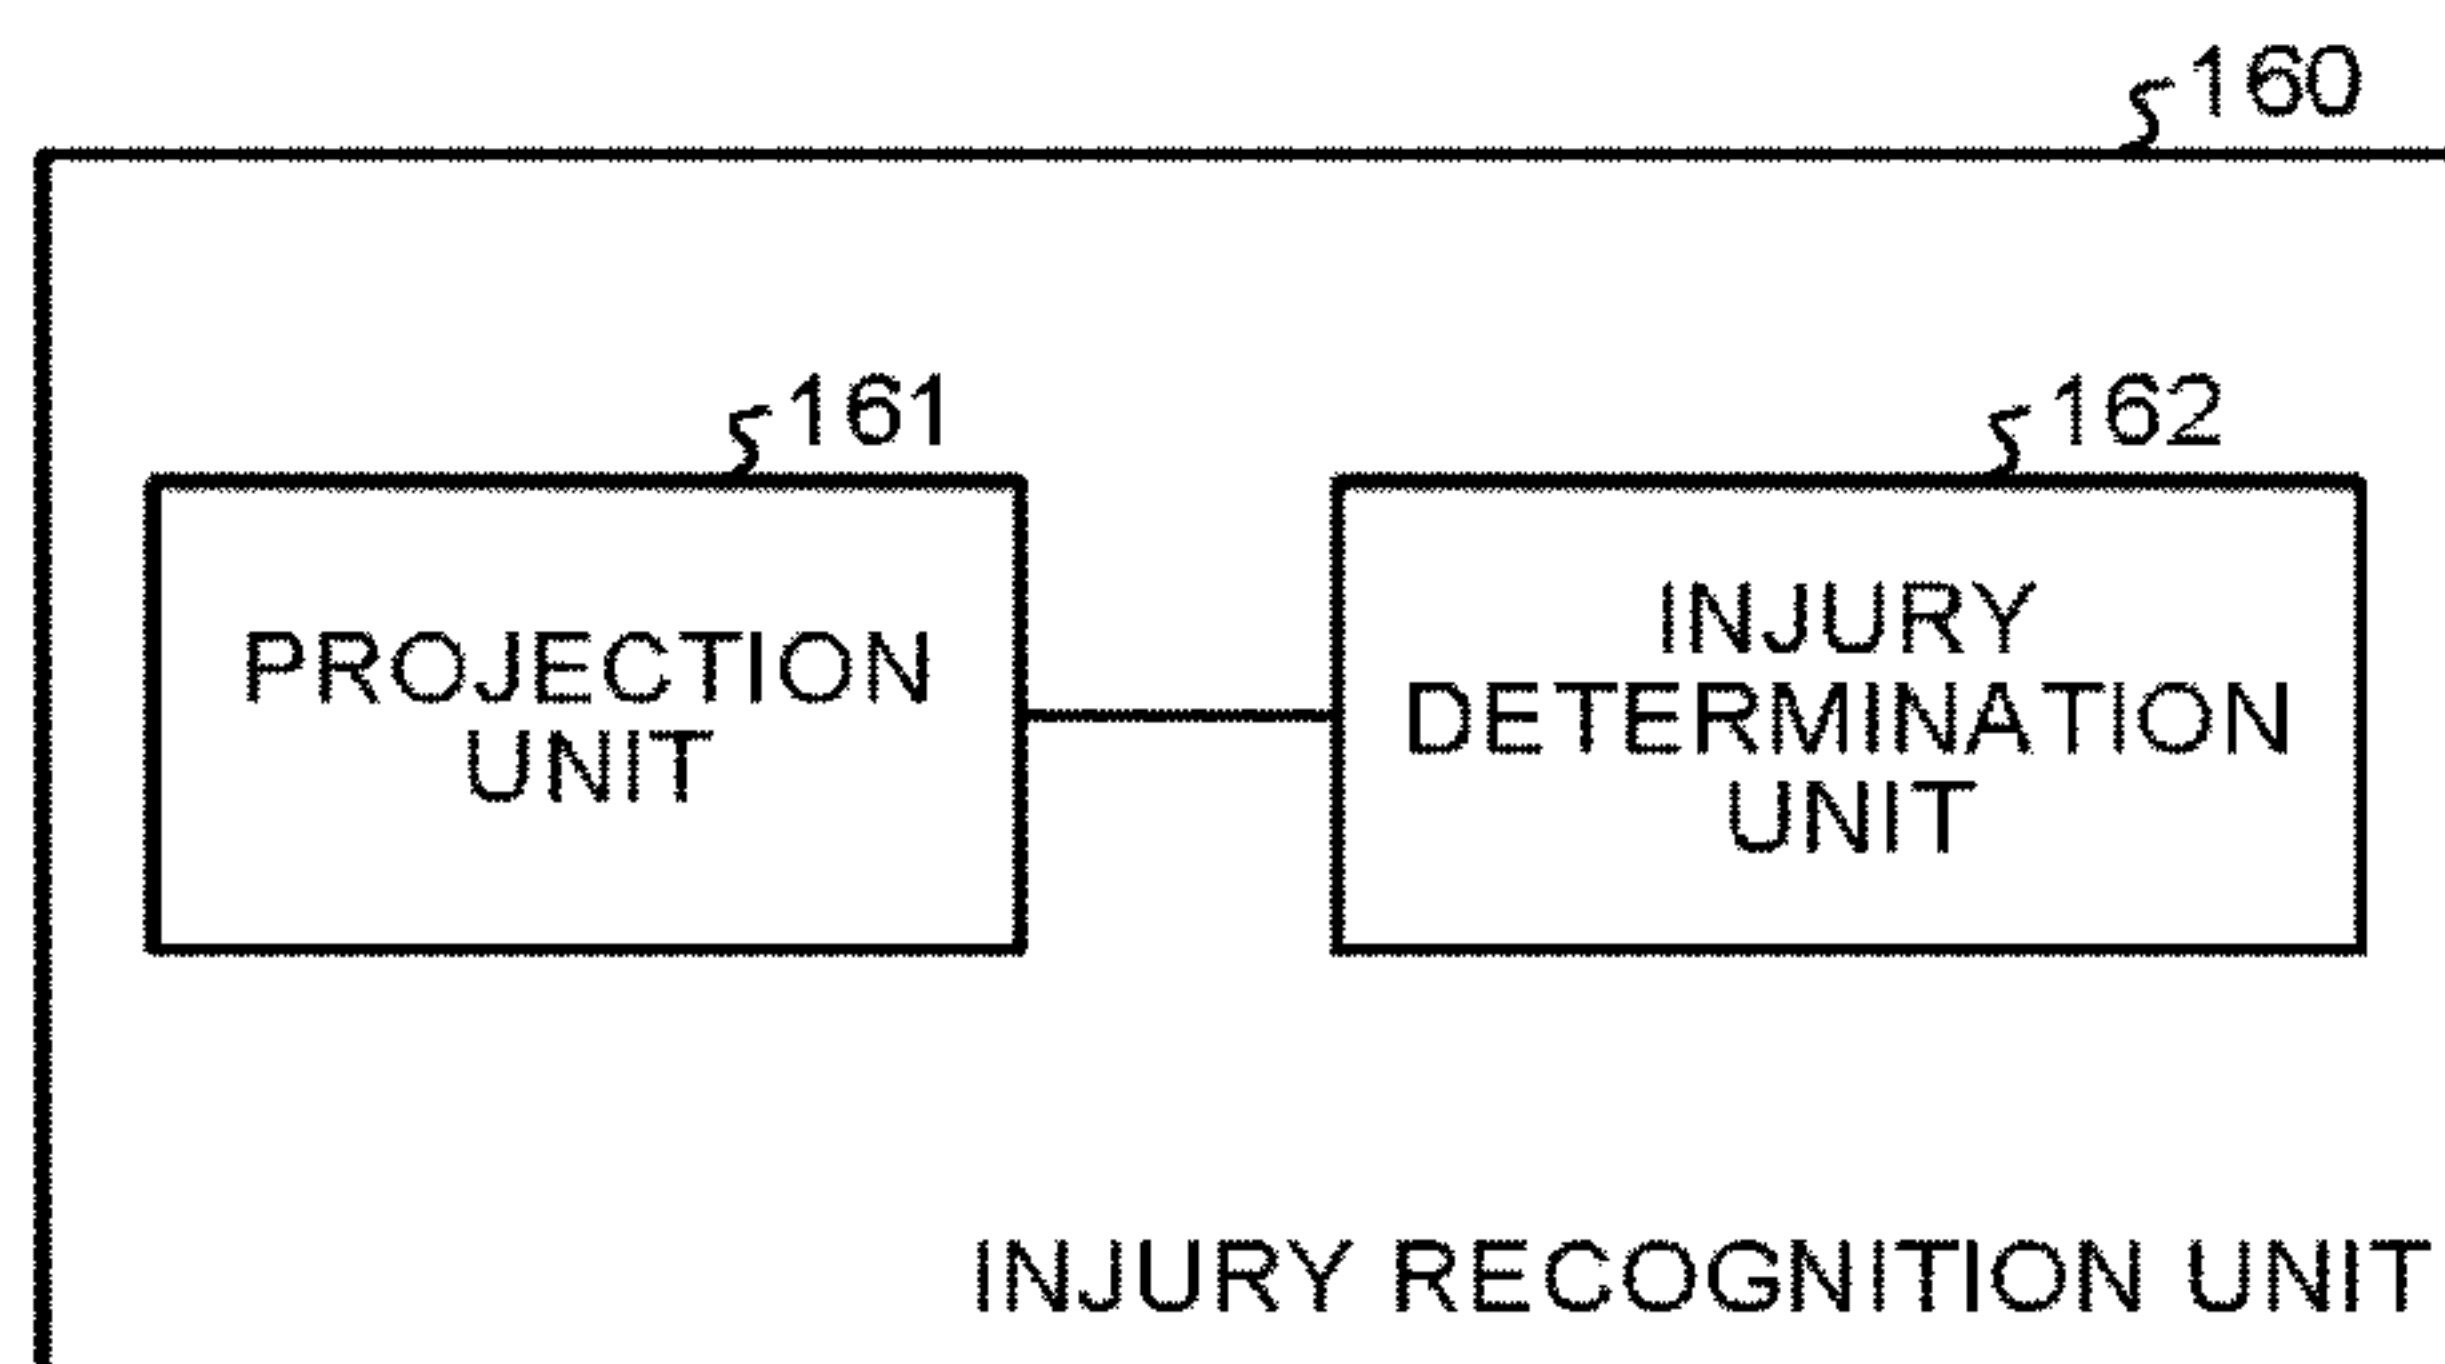 160
161
162
PROJECTION
UNIT
INJURY
DETERMINATION
UNIT
INJURY RECOGNITION UNIT